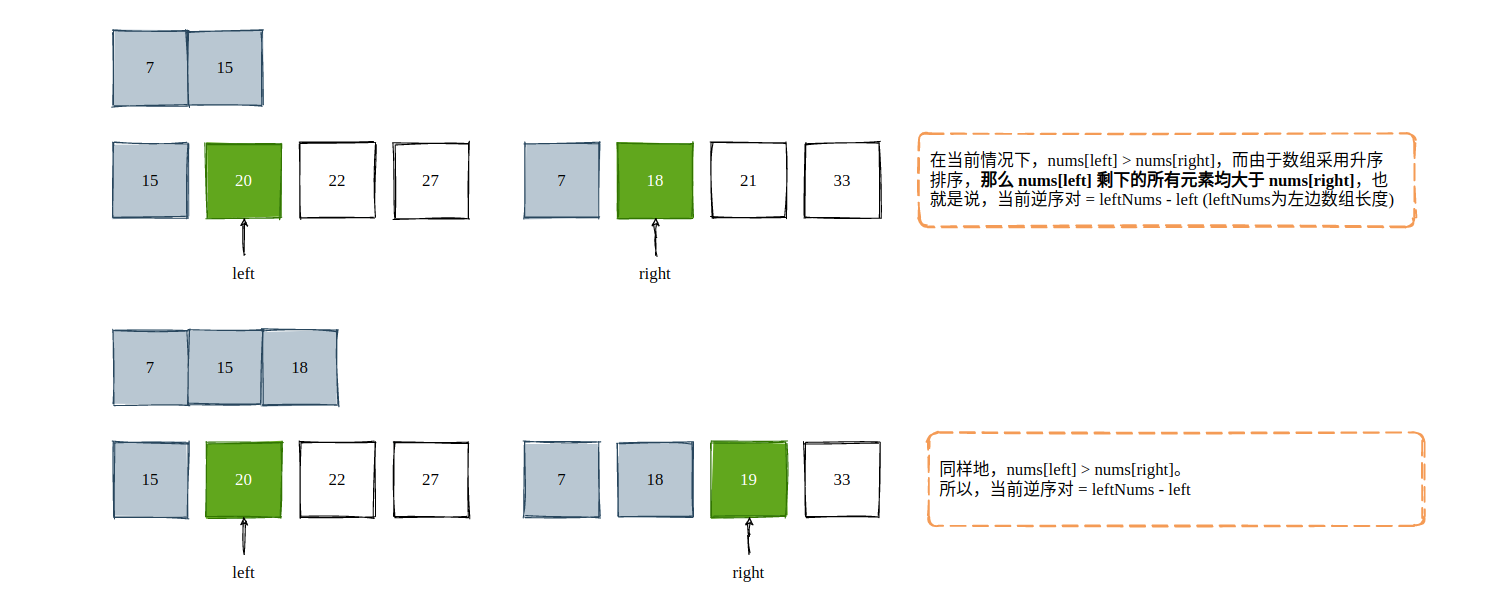 7 15
15 20 22 27 7 18 21 33
在当前情况下，nums[left] > nums[right]，而由于数组采用升序
排序，那么 nums[left] 剩下的所有元素均大于 nums[right]，也
就是说，当前逆序对 = leftNums - left (leftNums为左边数组长度)
left right
7 15 18
15 20 22 27 7 18 19 33
同样地，nums[left] > nums[right]。
所以，当前逆序对 = leftNums - left
left right